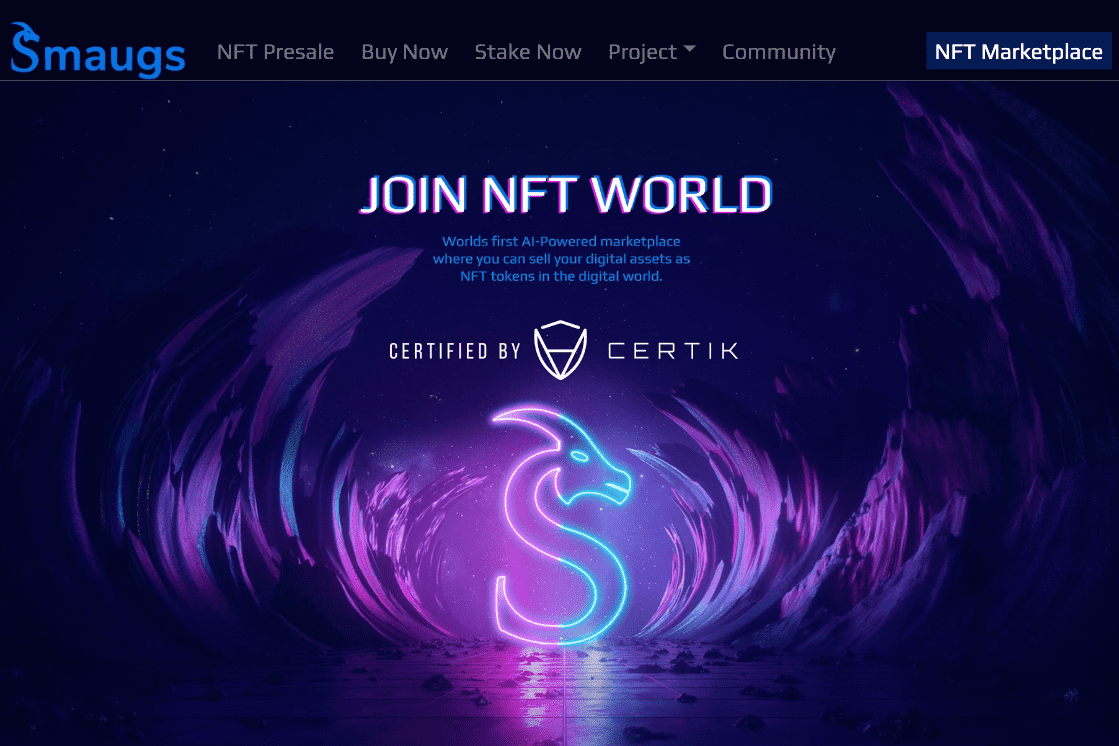 Smaugs
NFT Presale
Buy Now
Stake Now
Project
Community
NFT Marketplace
JOIN NFT WORLD
Worlds first AI-Powered marketplace
where you can sell your digital assets as
NFT tokens in the digital world.
CERTIFIED BY CERTIK